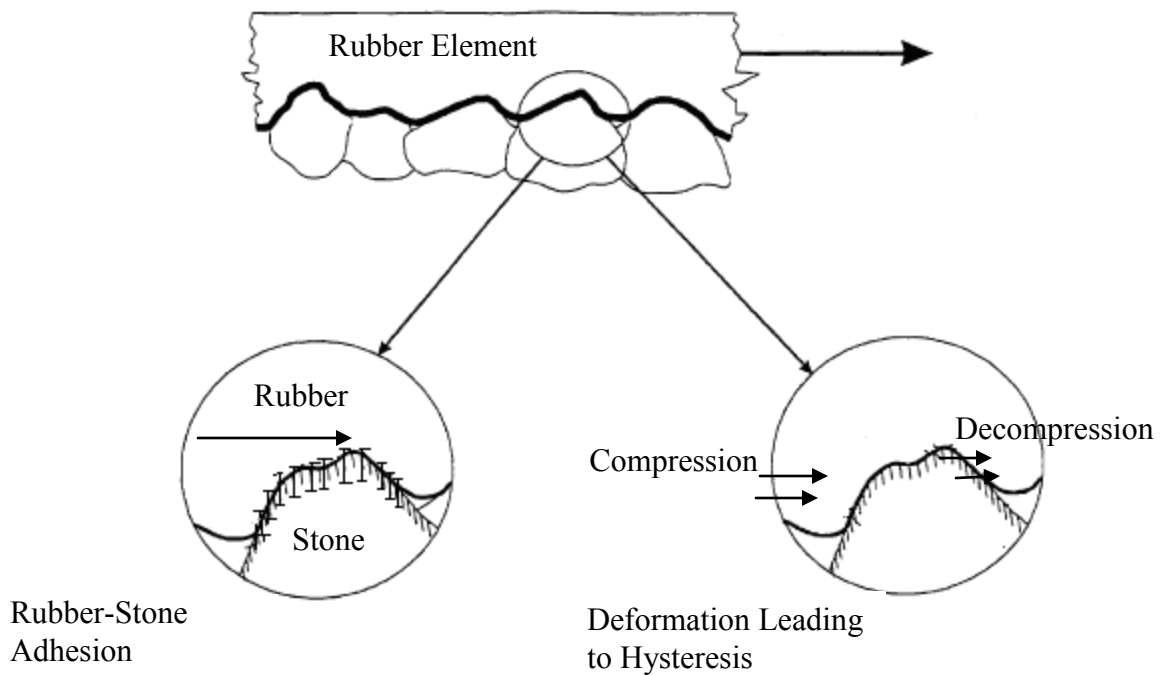 Rubber Element
Rubber
Decompression
Compression
Stone
Rubber-Stone
Adhesion
Deformation Leading
to Hysteresis